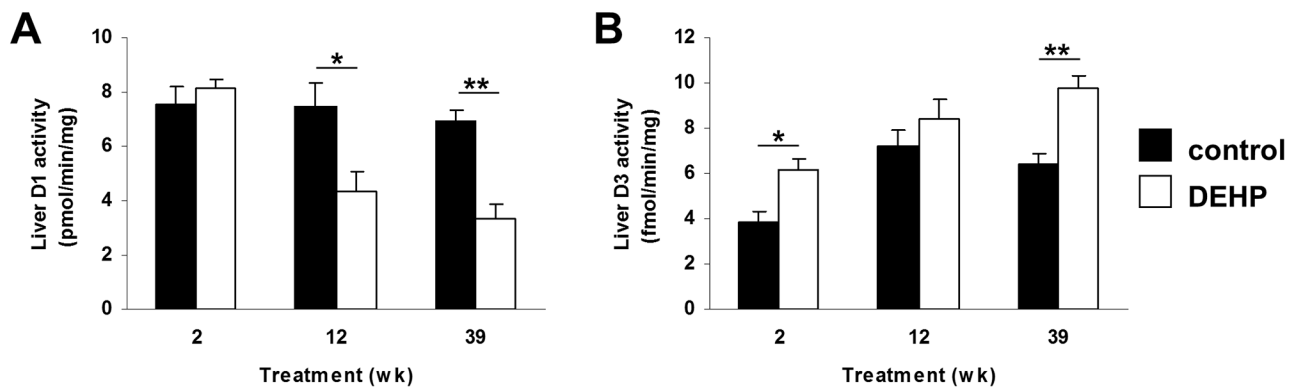 A
Liver D1 activity
(pmol/min/mg)
10
8
6
4
2
0
*
**
2
12
39
Treatment (wk)
B
Liver D3 activity
(fmol/min/mg)
12
10
8
6
4
2
0
*
**
2
12
39
Treatment (wk)
control
DEHP